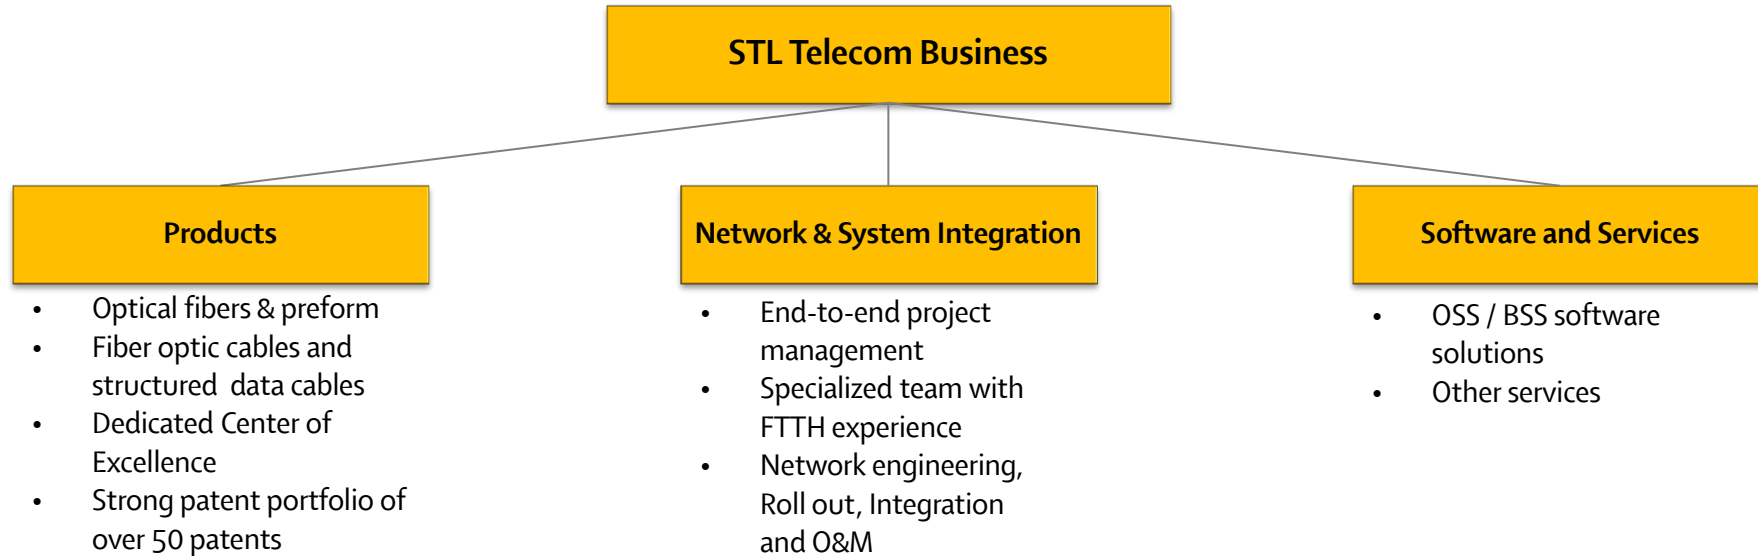 STL Telecom Business
Products
• Optical fibers & preform
• Fiber optic cables and
structured data cables
• Dedicated Center of
Excellence
• Strong patent portfolio of
over 50 patents
Network & System Integration
• End-to-end project
management
• Specialized team with
FTTH experience
• Network engineering,
Roll out, Integration
and O&M
Software and Services
• OSS / BSS software
solutions
• Other services